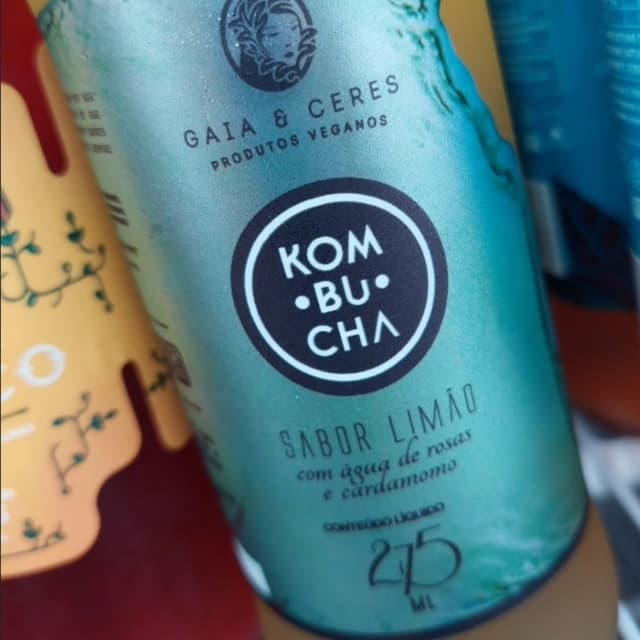 GAIA & CERES
PRODUTOS VEGANOS
KOM
•BU•
CHA
SABOR LIMÃO
com água de rosas
e cardamomo
CONTEÚDO LÍQUIDO
275
ML